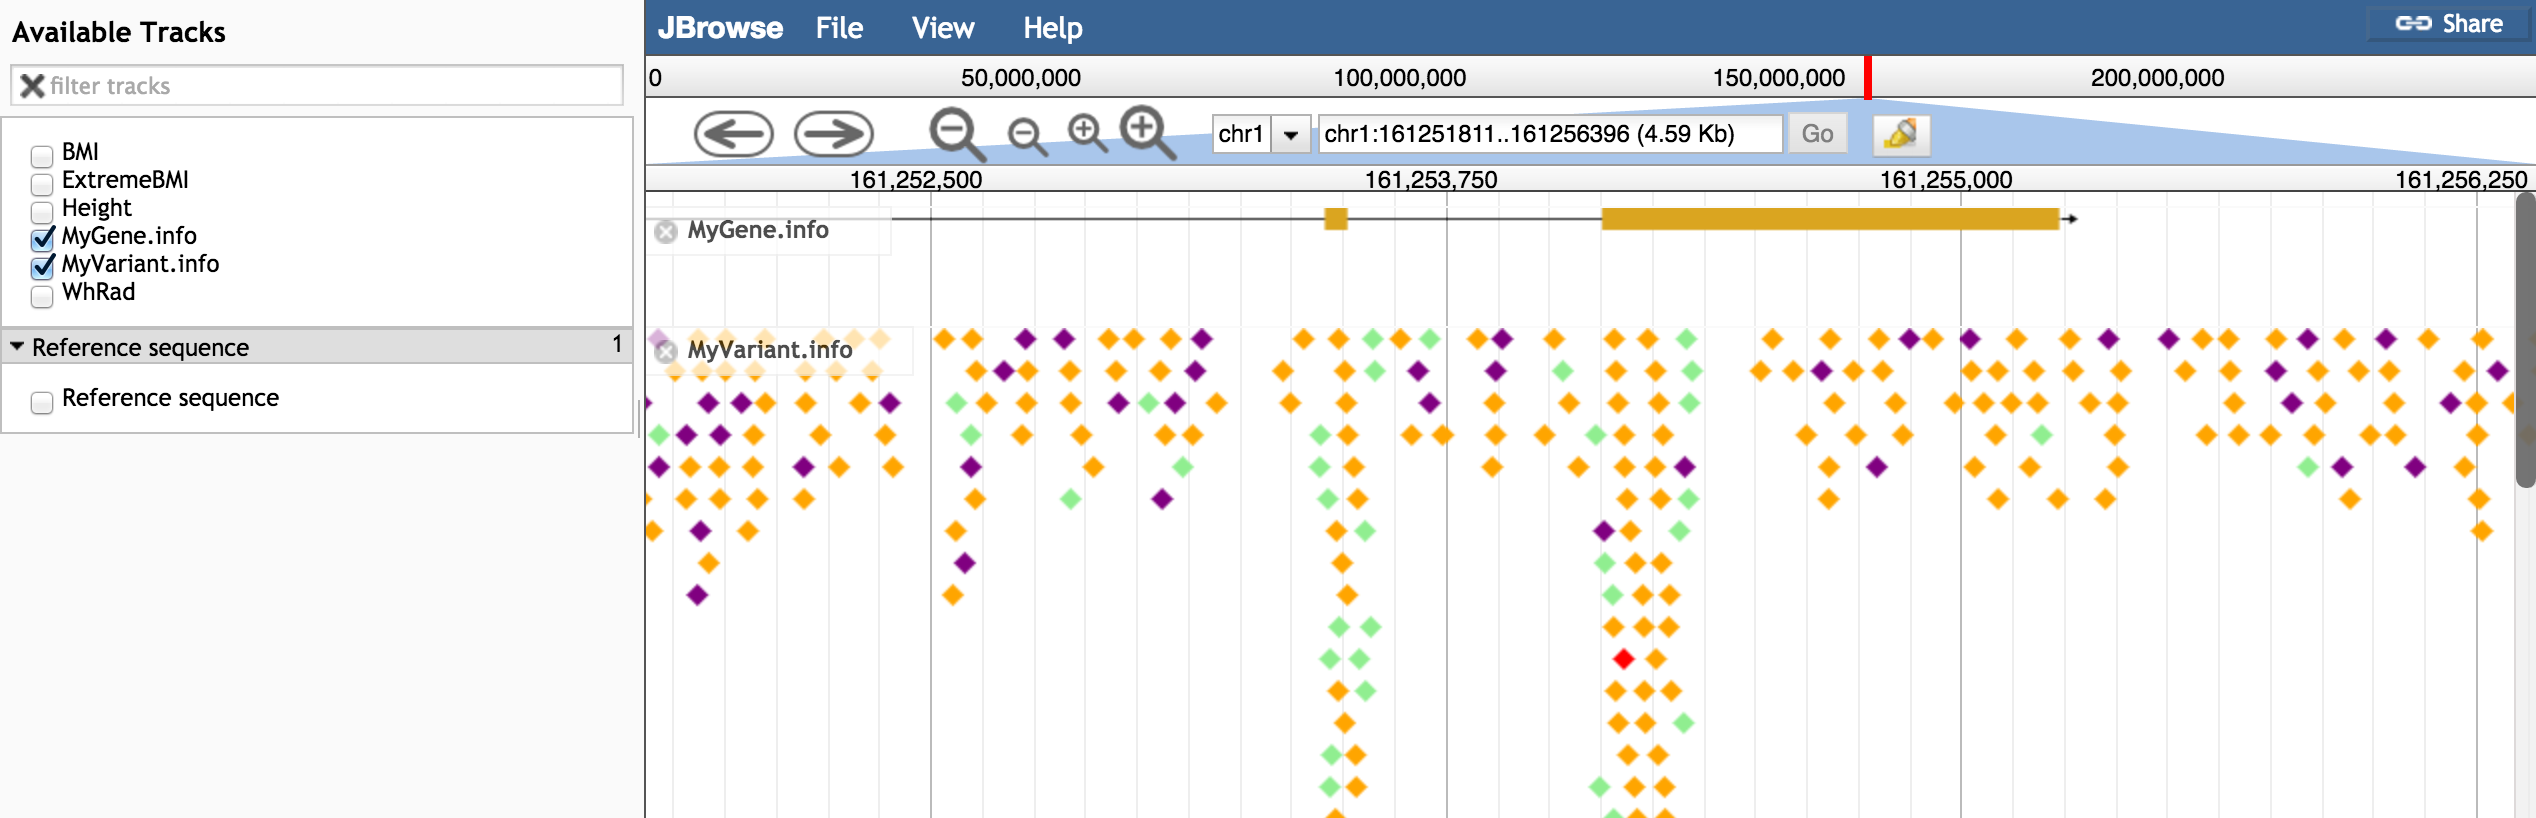 Available Tracks
filter tracks
BMI
ExtremeBMI
Height
MyGene.info
MyVariant.info
WhRad
Reference sequence 1
Reference sequence
JBrowse File View Help Share
0 50,000,000 100,000,000 150,000,000 200,000,000
chr1 chr1:161251811..161256396 (4.59 Kb) Go
161,252,500 161,253,750 161,255,000 161,256,250
MyGene.info
MyVariant.info